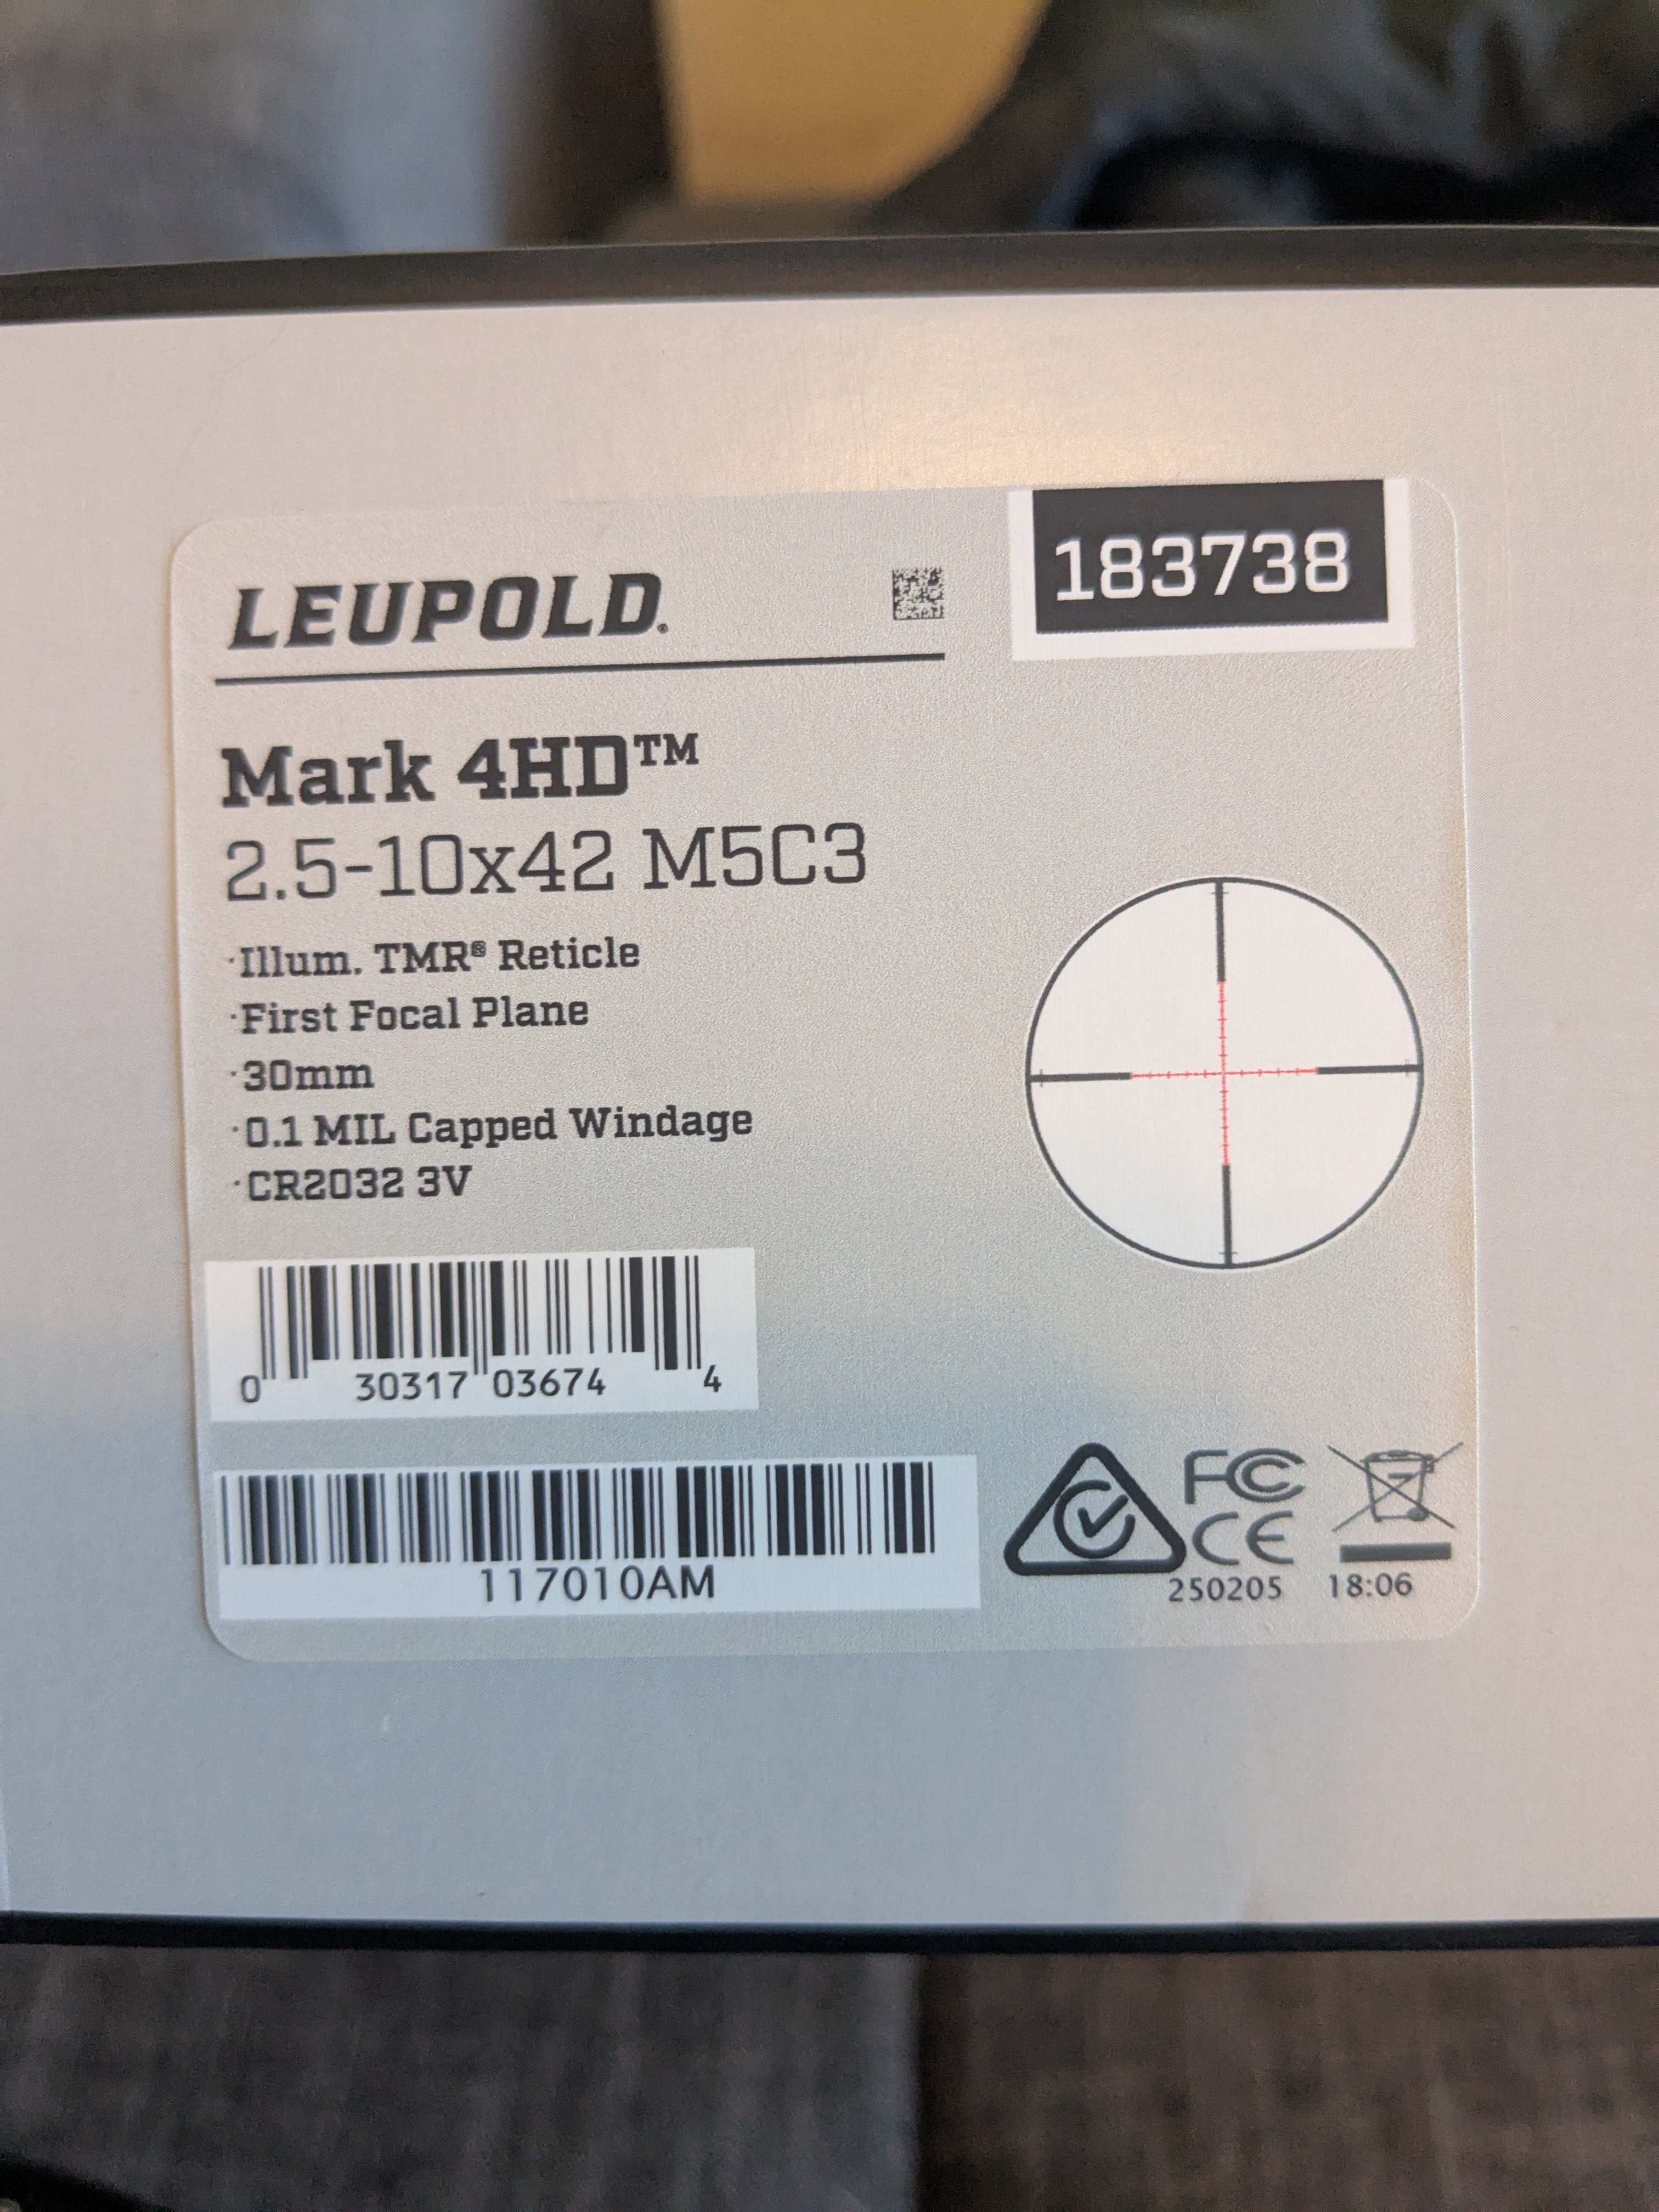 LEUPOLD®
183738
Mark 4HD™
2.5-10x42 M5C3
·Illum. TMR® Reticle
·First Focal Plane
·30mm
·0.1 MIL Capped Windage
·CR2032 3V
0 30317 03674 4
117010AM
FC
CE
250205 18:06